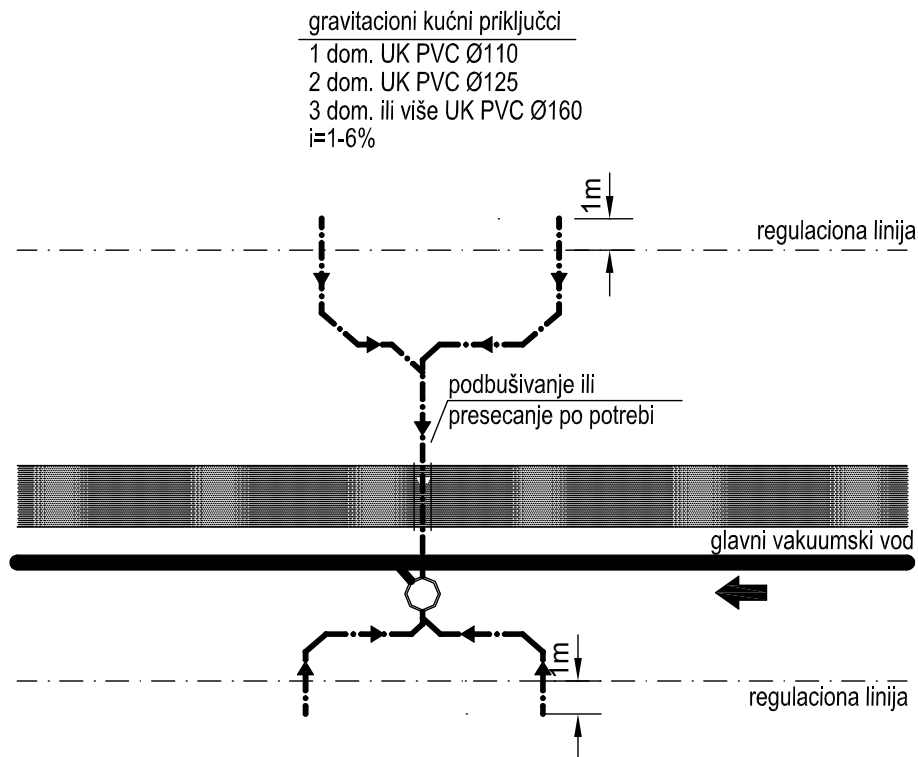 gravitacioni kućni priključci
1 dom. UK PVC Ø110
2 dom. UK PVC Ø125
3 dom. ili više UK PVC Ø160
i=1-6%
1m
regulaciona linija
podbušivanje ili
presecanje po potrebi
glavni vakuumski vod
1m
regulaciona linija